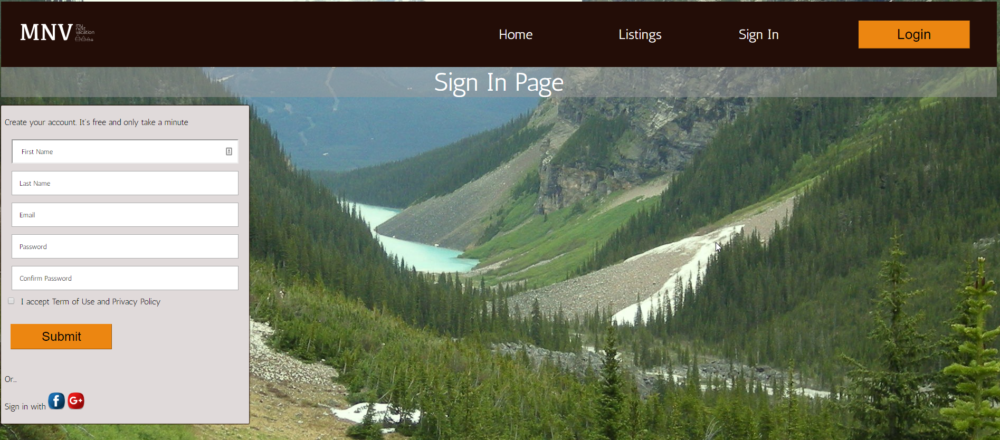 MNV my
next
vacation
Home Listings Sign In Login
Sign In Page
Create your account. It's free and only take a minute
First Name
Last Name
Email
Password
Confirm Password
I accept Term of Use and Privacy Policy
Submit
Or...
Sign in with f G+